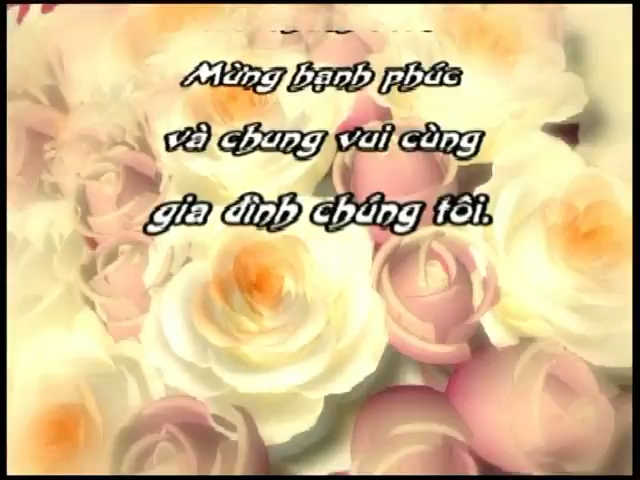 Mừng hạnh phúc
và chung vui cùng
gia đình chúng tôi.